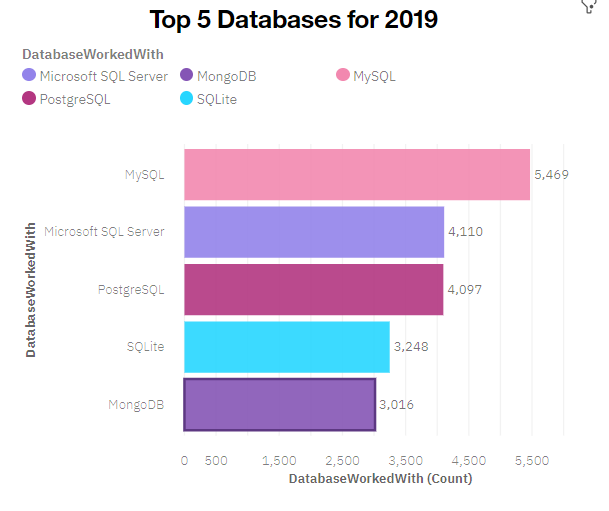 Top 5 Databases for 2019
DatabaseWorkedWith
Microsoft SQL Server MongoDB MySQL
PostgreSQL SQLite
DatabaseWorkedWith
MySQL 5,469
Microsoft SQL Server 4,110
PostgreSQL 4,097
SQLite 3,248
MongoDB 3,016
0 500 1,500 2,500 3,500 4,500 5,500
DatabaseWorkedWith (Count)